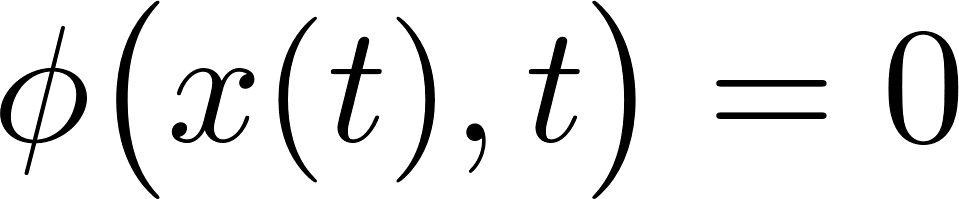 ϕ(x(t), t) = 0